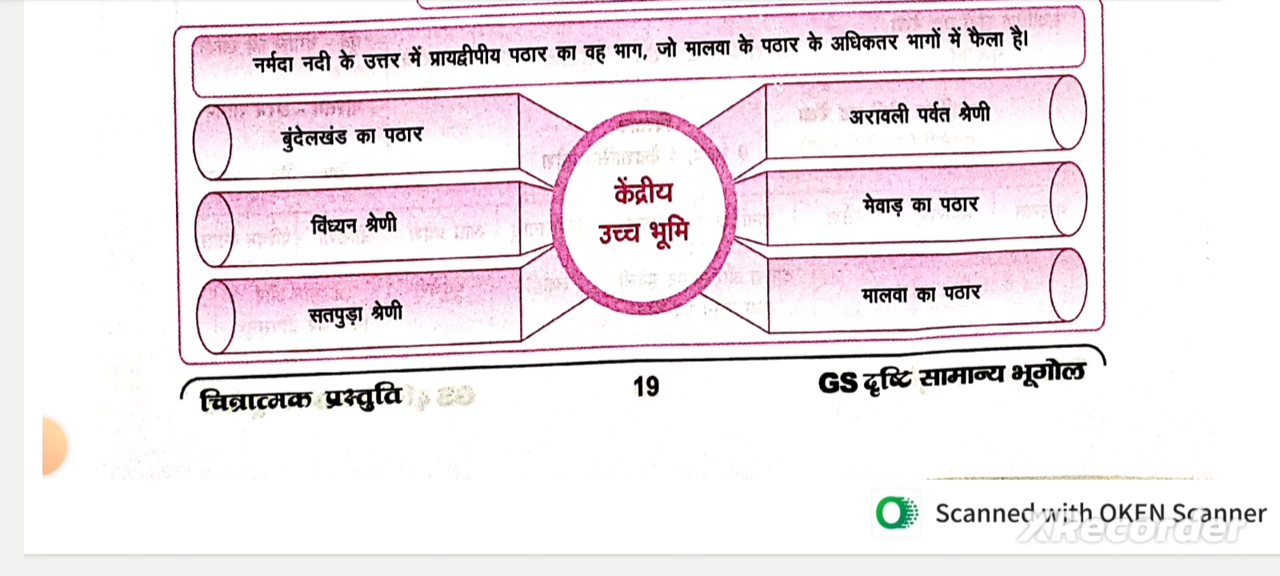 नर्मदा नदी के उत्तर में प्रायद्वीपीय पठार का वह भाग, जो मालवा के पठार के अधिकतर भागों में फैला है।
बुंदेलखंड का पठार
अरावली पर्वत श्रेणी
केंद्रीय
उच्च भूमि
विंध्यन श्रेणी
मेवाड़ का पठार
सतपुड़ा श्रेणी
मालवा का पठार
चित्रात्मक प्रस्तुति
19
GS दृष्टि सामान्य भूगोल
Scanned with OKEN Scanner
XRecorder